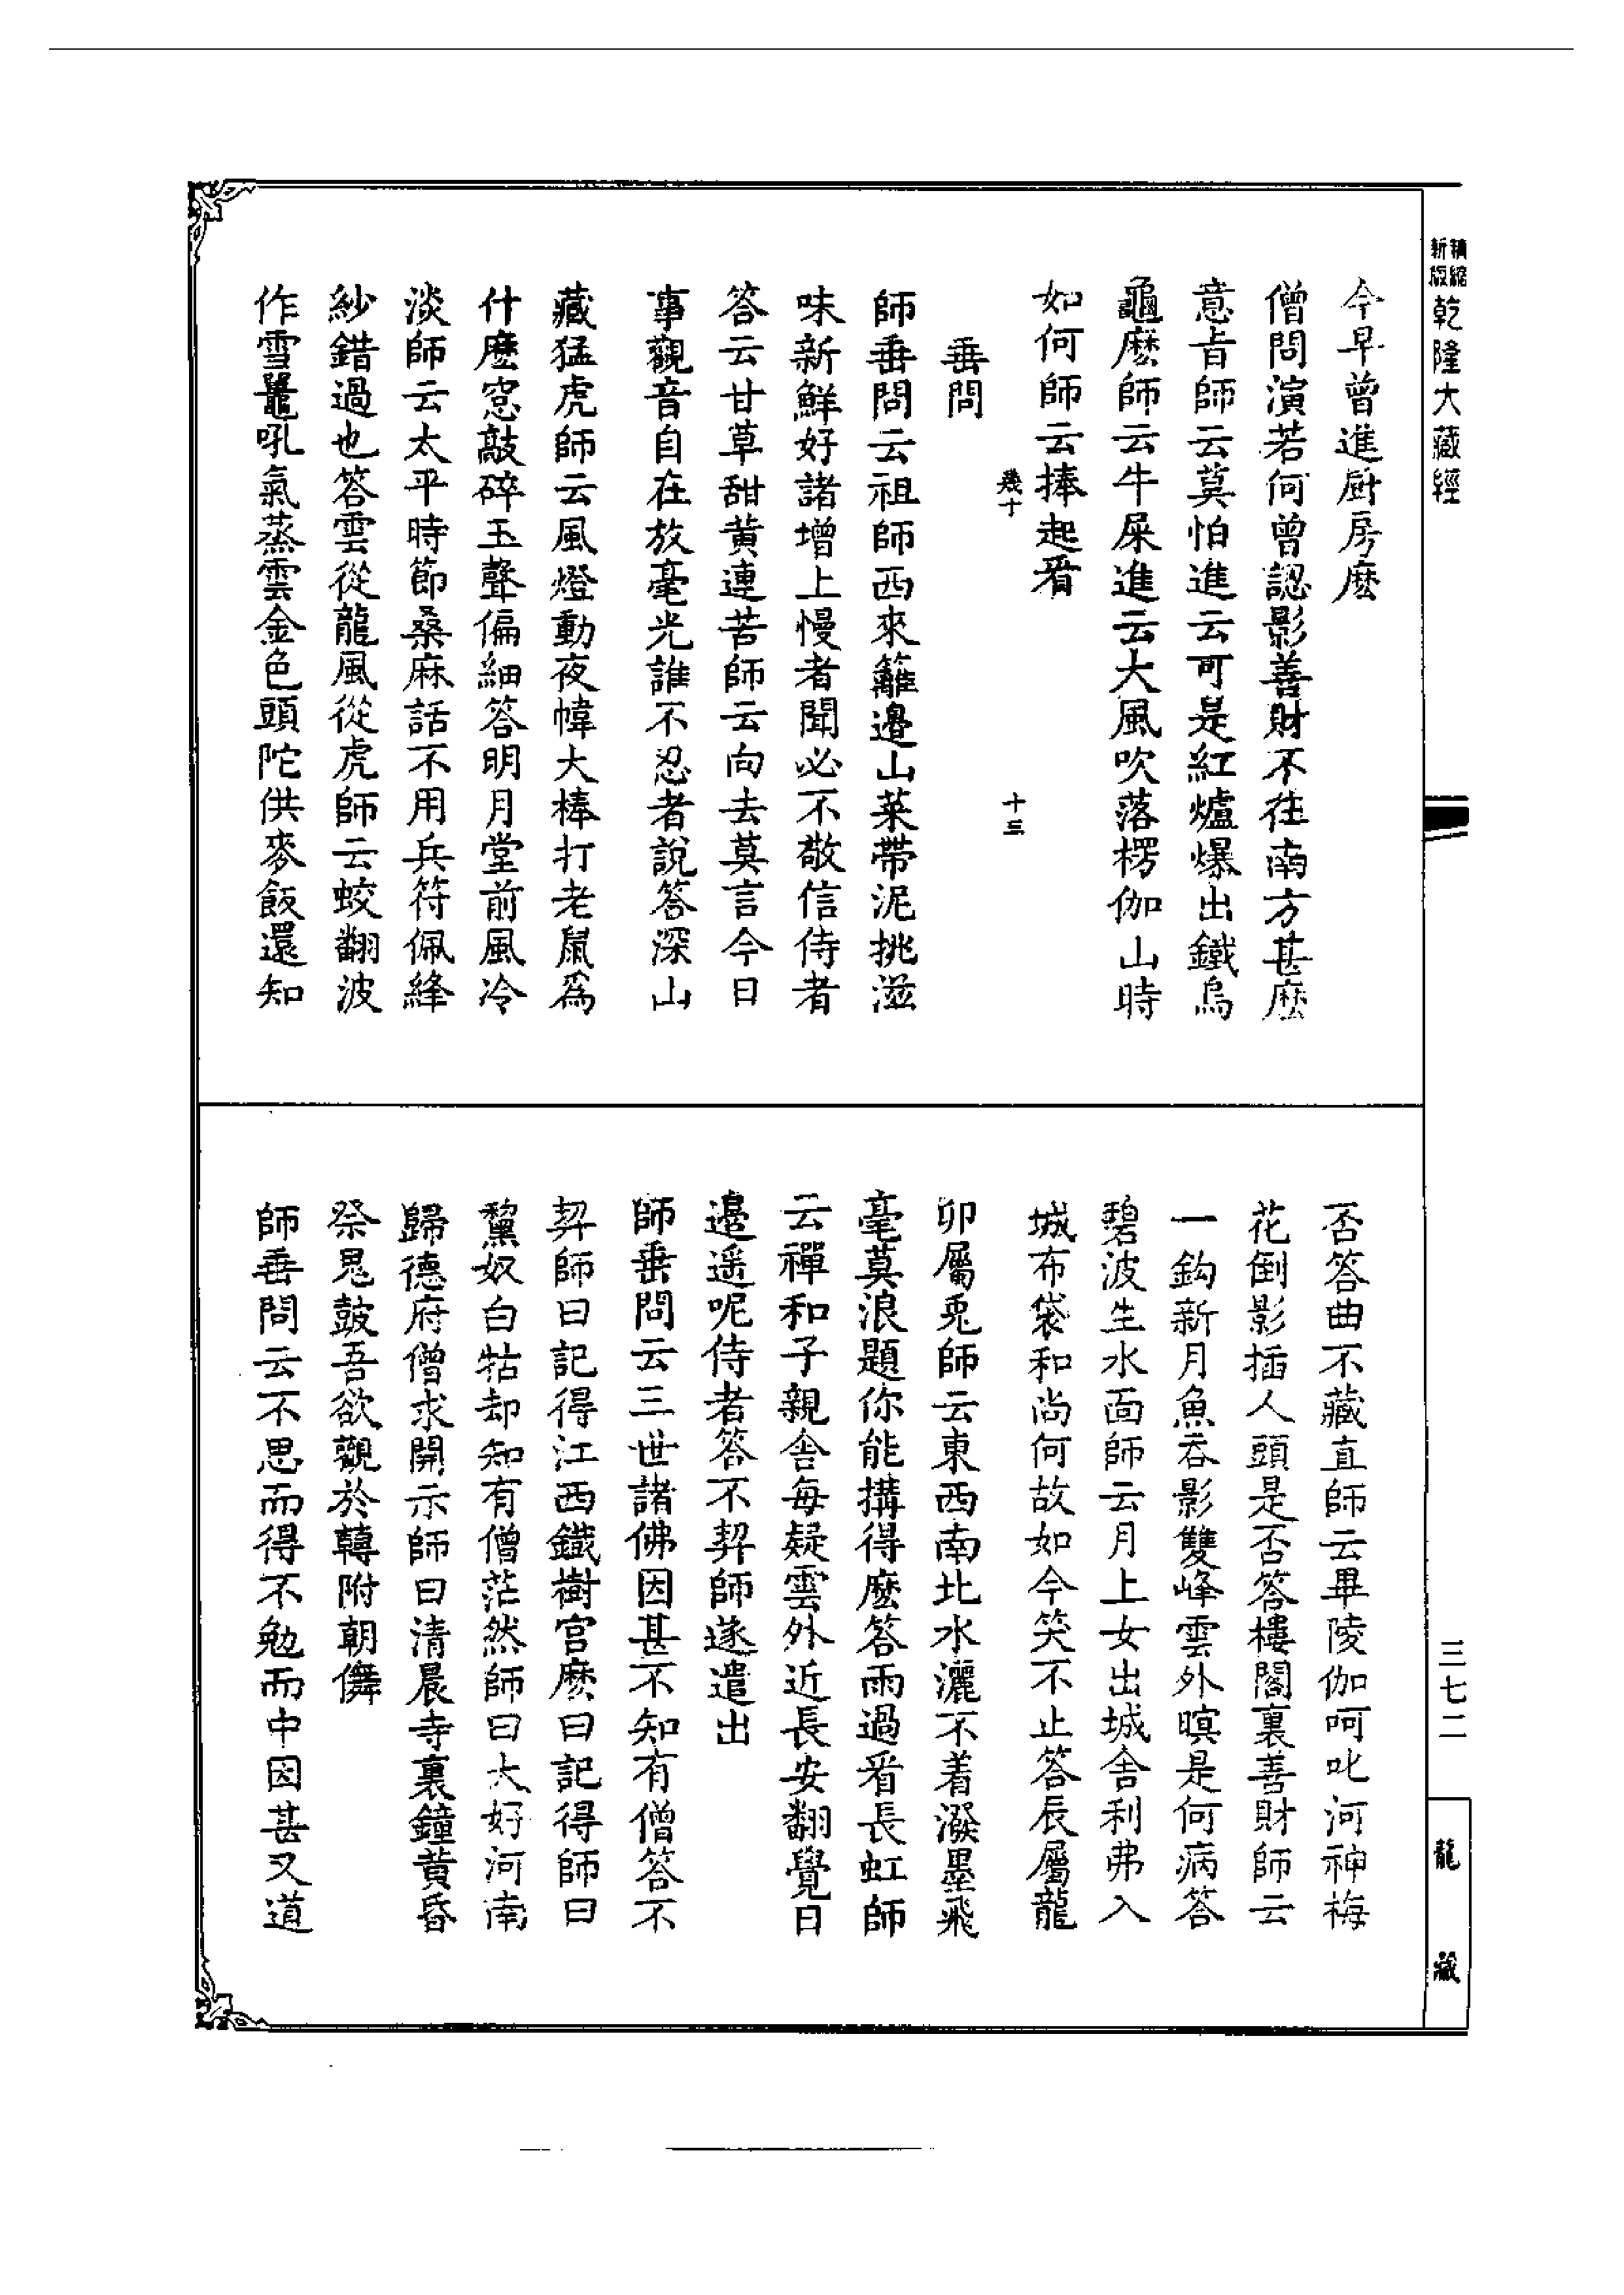 新版
精縮
乾隆大藏經
今早曾進厨房麽
僧問演若何曾認影善財不往南方甚麽
意旨師云莫怕進云可是紅爐爆出鐵烏
龜麽師云牛屎進云大風吹落楞伽山時
如何師云捧起看
幾十
十三
垂問
師垂問云祖師西來籬邉山菜帶泥挑滋
味新鮮好諸增上慢者聞必不敬信侍者
答云甘草甜黄連苦師云向去莫言今日
事觀音自在放毫光誰不忍者說答深山
藏猛虎師云風燈動夜幃大棒打老鼠爲
什麽窓敲碎玉聲偏細答明月堂前風冷
淡師云太平時節桑麻話不用兵符佩絳
紗錯過也答雲從龍風從虎師云蛟翻波
作雪鼉吼氣蒸雲金色頭陀供麥飯還知
否答曲不藏直師云畢陵伽呵叱河神梅
花倒影插人頭是否答樓閣裏善財師云
一鈎新月魚吞影雙峰雲外暝是何病答
碧波生水面師云月上女出城舍利弗入
城布袋和尚何故如今笑不止答辰屬龍
卯屬兎師云東西南北水灑不着潑墨飛
毫莫浪題你能搆得麽答雨過看長虹師
云禪和子親舍每疑雲外近長安翻覺日
邉遥呢侍者答不契師遂遣出
師垂問云三世諸佛因甚不知有僧答不
契師曰記得江西鐵樹宫麽曰記得師曰
黧奴白牯却知有僧茫然師曰大好河南
歸德府僧求開示師曰清晨寺裏鐘黄昏
祭鬼鼓吾欲觀於轉附朝儛
師垂問云不思而得不勉而中因甚又道
三七二
龍藏